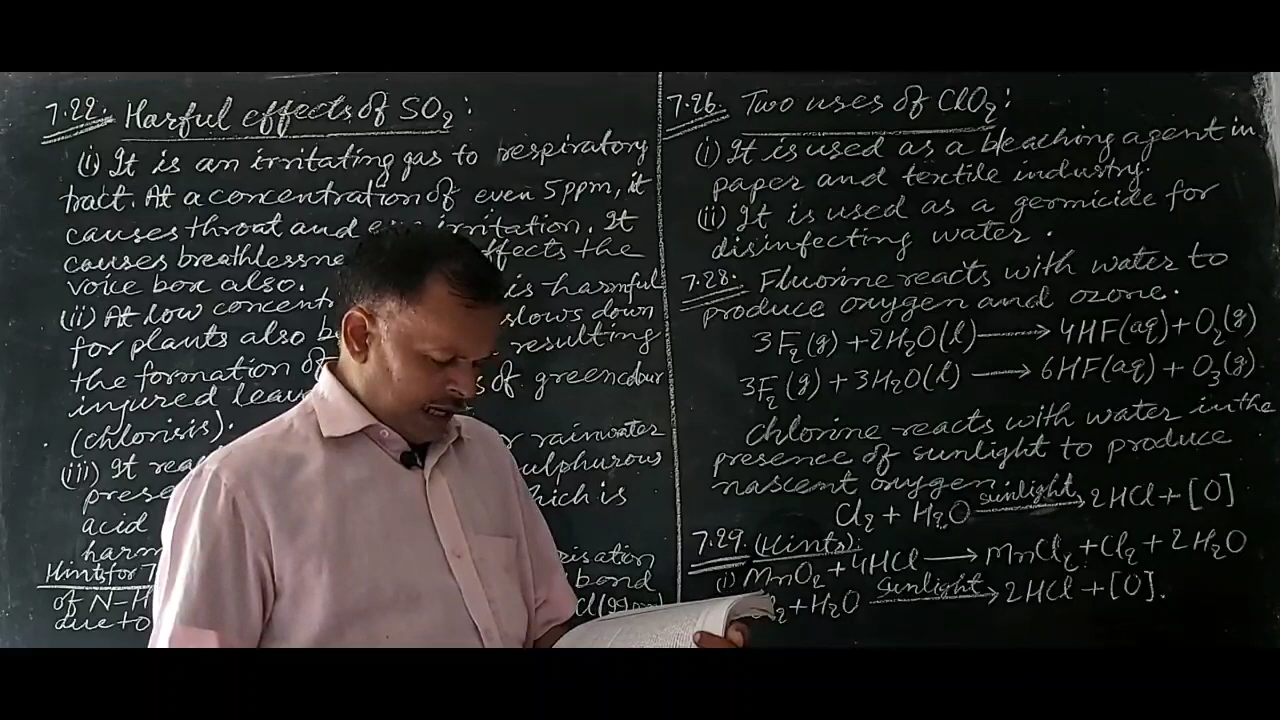 7.22. Harful effects of SO₂:
(i) It is an irritating gas to respiratory
tract. At a concentration of even 5ppm, it
causes throat and irritation. It
causes breathlessne ffects the
voice box also. is harmful
(ii) At low concent slows down
for plants also b resulting
the formation of s of green colour
injured leav
(chlorisis). r rainwater
(iii) It rea ulphurous
prese hich is
acid
harm risation
Hints for 7 bond
of N-H
due to
7.26. Two uses of ClO₂:
(i) It is used as a bleaching agent in
paper and textile industry.
(ii) It is used as a germicide for
disinfecting water.
7.28. Fluorine reacts with water to
produce oxygen and ozone.
3F₂(g) + 2H₂O(l) → 4HF(aq) + O₂(g)
3F₂(g) + 3H₂O(l) → 6HF(aq) + O₃(g)
chlorine reacts with water in the
presence of sunlight to produce
nascent oxygen
Cl₂ + H₂O sunlight→ 2HCl + [O]
7.29. (Hints):
(i) MnO₂ + 4HCl → MnCl₂ + Cl₂ + 2H₂O
l₂ + H₂O sunlight→ 2HCl + [O].